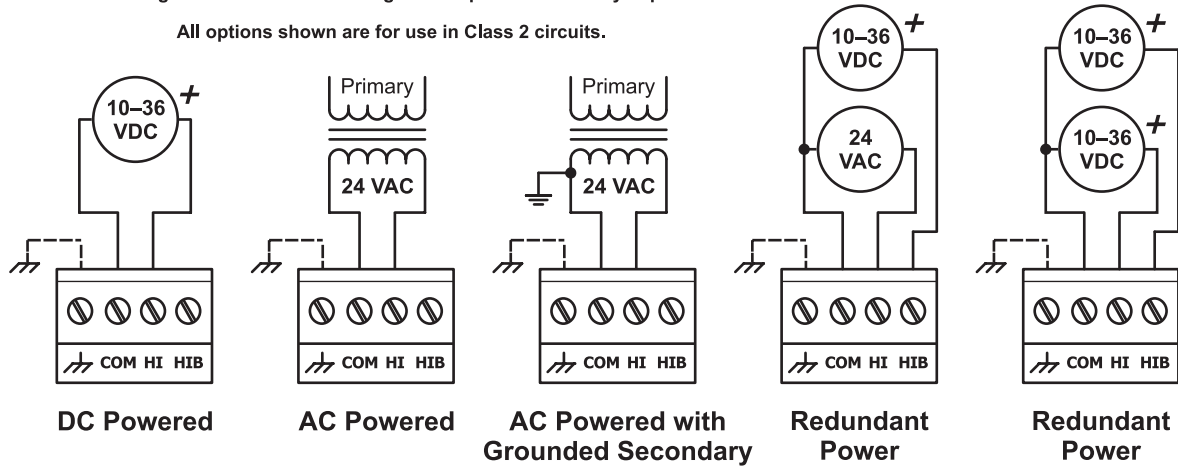 All options shown are for use in Class 2 circuits.
10–36
VDC
+
COM HI HIB
DC Powered
Primary
24 VAC
COM HI HIB
AC Powered
Primary
24 VAC
COM HI HIB
AC Powered with
Grounded Secondary
10–36
VDC
+
24
VAC
COM HI HIB
Redundant
Power
10–36
VDC
+
10–36
VDC
+
COM HI HIB
Redundant
Power